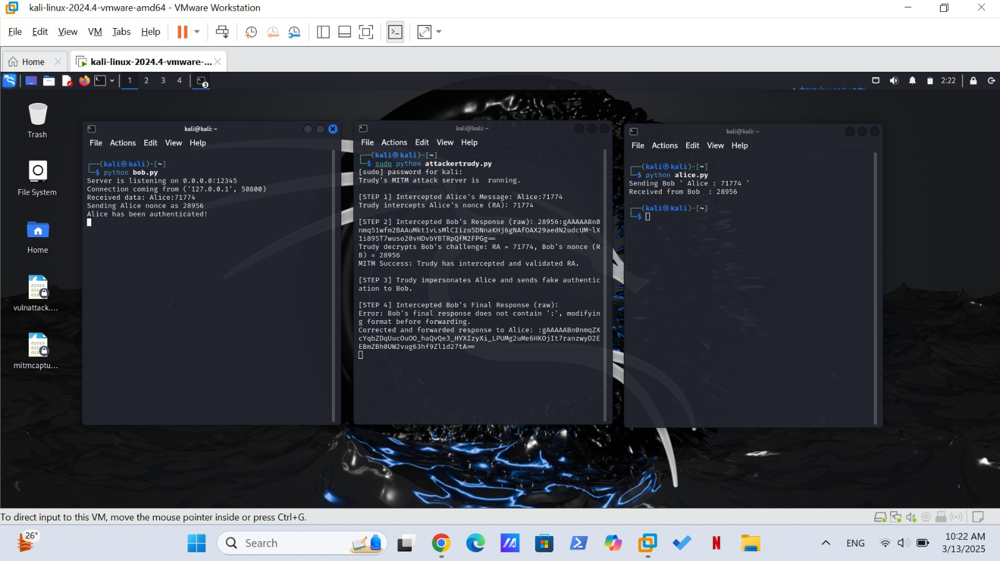 kali-linux-2024.4-vmware-amd64 - VMware Workstation
File Edit View VM Tabs Help
Home
kali-linux-2024.4-vmware-...
1 2 3 4
3
2:22
Trash
File System
Home
vulnattack....
mitmcaptu...
kali@kali: ~
File Actions Edit View Help
┌──(kali㉿kali)-[~]
└─$ python bob.py
Server is listening on 0.0.0.0:12345
Connection coming from ('127.0.0.1', 50800)
Received data: Alice:71774
Sending Alice nonce as 28956
Alice has been authenticated!
kali@kali: ~
File Actions Edit View Help
┌──(kali㉿kali)-[~]
└─$ sudo python attackertrudy.py
[sudo] password for kali:
Trudy's MITM attack server is  running.
[STEP 1] Intercepted Alice's Message: Alice:71774
Trudy intercepts Alice's nonce (RA): 71774
[STEP 2] Intercepted Bob's Response (raw): 28956:gAAAAABn0
nmq51wfm2BAAuMkt1vLsMlCIizo5DNnaKHj6gNAfOAX29aedN2udcUM-lX
1i895T7wuso20vHDvbYBTRpQfM2FPGg==
Trudy decrypts Bob's challenge: RA = 71774, Bob's nonce (R
B) = 28956
MITM Success: Trudy has intercepted and validated RA.
[STEP 3] Trudy impersonates Alice and sends fake authentic
ation to Bob.
[STEP 4] Intercepted Bob's Final Response (raw):
Error: Bob's final response does not contain ':', modifyin
g format before forwarding.
Corrected and forwarded response to Alice: :gAAAAABn0nmqZX
cYqbZDqUucOuOO_haQvQe3_HYXIzyXi_LPUMg2uMe6HKOjIt7ranzwyD2E
EBmZBh0UW2vug63hf9Zl1d27tA==
kali@kali: ~
File Actions Edit View Help
┌──(kali㉿kali)-[~]
└─$ python alice.py
Sending Bob ' Alice : 71774 '
Received from Bob  : 28956
┌──(kali㉿kali)-[~]
└─$
To direct input to this VM, move the mouse pointer inside or press Ctrl+G.
26°
Search
ENG
10:22 AM
3/13/2025